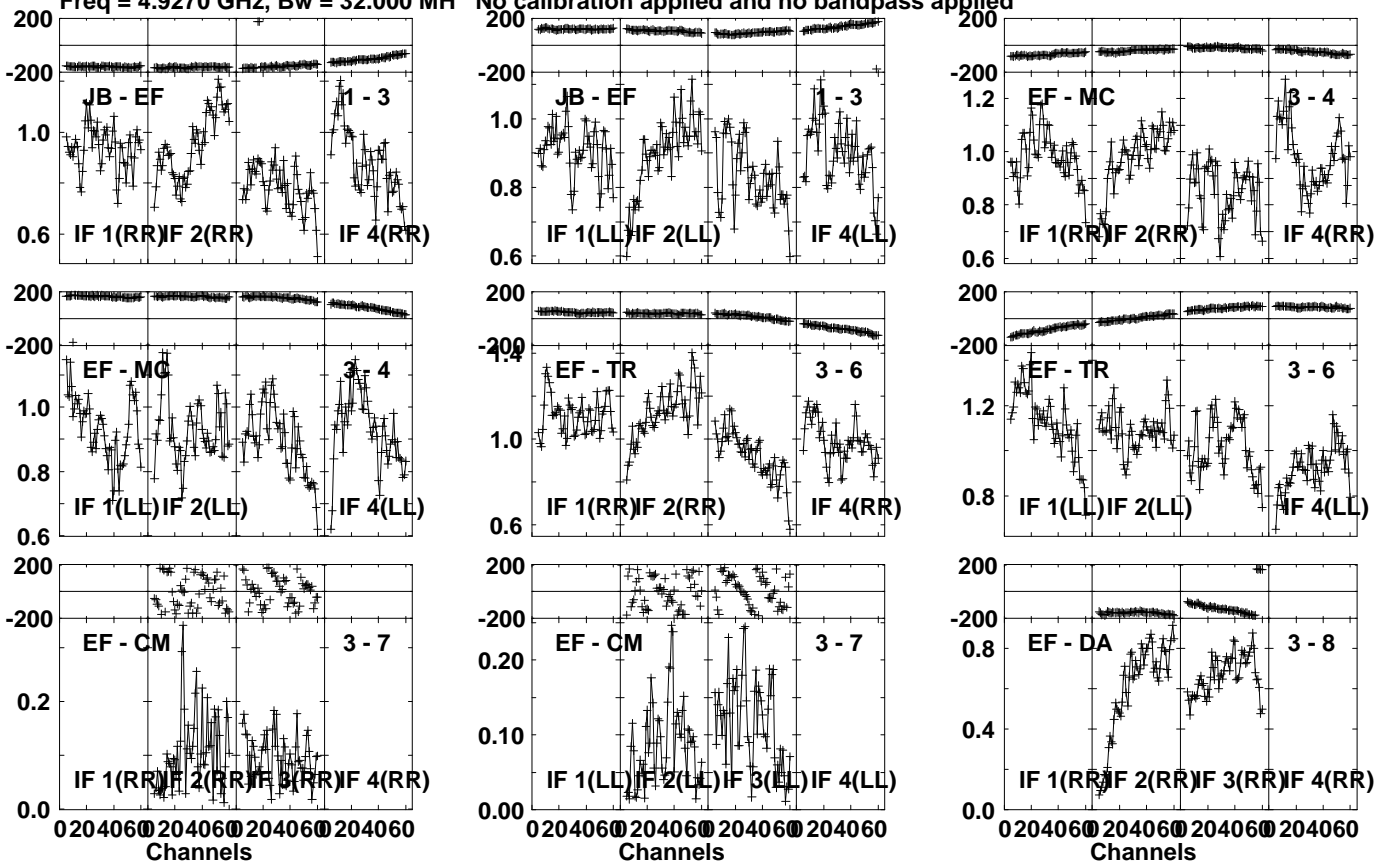 Freq = 4.9270 GHz, Bw = 32.000 MH No calibration applied and no bandpass applied
200
-200
JB - EF
1 - 3
1.0
0.6
IF 1(RR)
IF 2(RR)
IF 4(RR)
200
-200
JB - EF
1 - 3
1.0
0.8
0.6
IF 1(LL)
IF 2(LL)
IF 4(LL)
200
-200
EF - MC
3 - 4
1.2
1.0
0.8
0.6
IF 1(RR)
IF 2(RR)
IF 4(RR)
200
-200
EF - MC
3 - 4
1.0
0.8
0.6
IF 1(LL)
IF 2(LL)
IF 4(LL)
200
-200
1.4
EF - TR
3 - 6
1.0
0.6
IF 1(RR)
IF 2(RR)
IF 4(RR)
200
-200
EF - TR
3 - 6
1.2
0.8
IF 1(LL)
IF 2(LL)
IF 4(LL)
200
-200
EF - CM
3 - 7
0.2
0.0
IF 1(RR)
IF 2(RR)
IF 3(RR)
IF 4(RR)
0 20 40 60 0 20 40 60 0 20 40 60 0 20 40 60
Channels
200
-200
EF - CM
3 - 7
0.20
0.10
0.00
IF 1(LL)
IF 2(LL)
IF 3(LL)
IF 4(LL)
0 20 40 60 0 20 40 60 0 20 40 60 0 20 40 60
Channels
200
-200
EF - DA
3 - 8
0.8
0.4
0.0
IF 1(RR)
IF 2(RR)
IF 3(RR)
IF 4(RR)
0 20 40 60 0 20 40 60 0 20 40 60 0 20 40 60
Channels